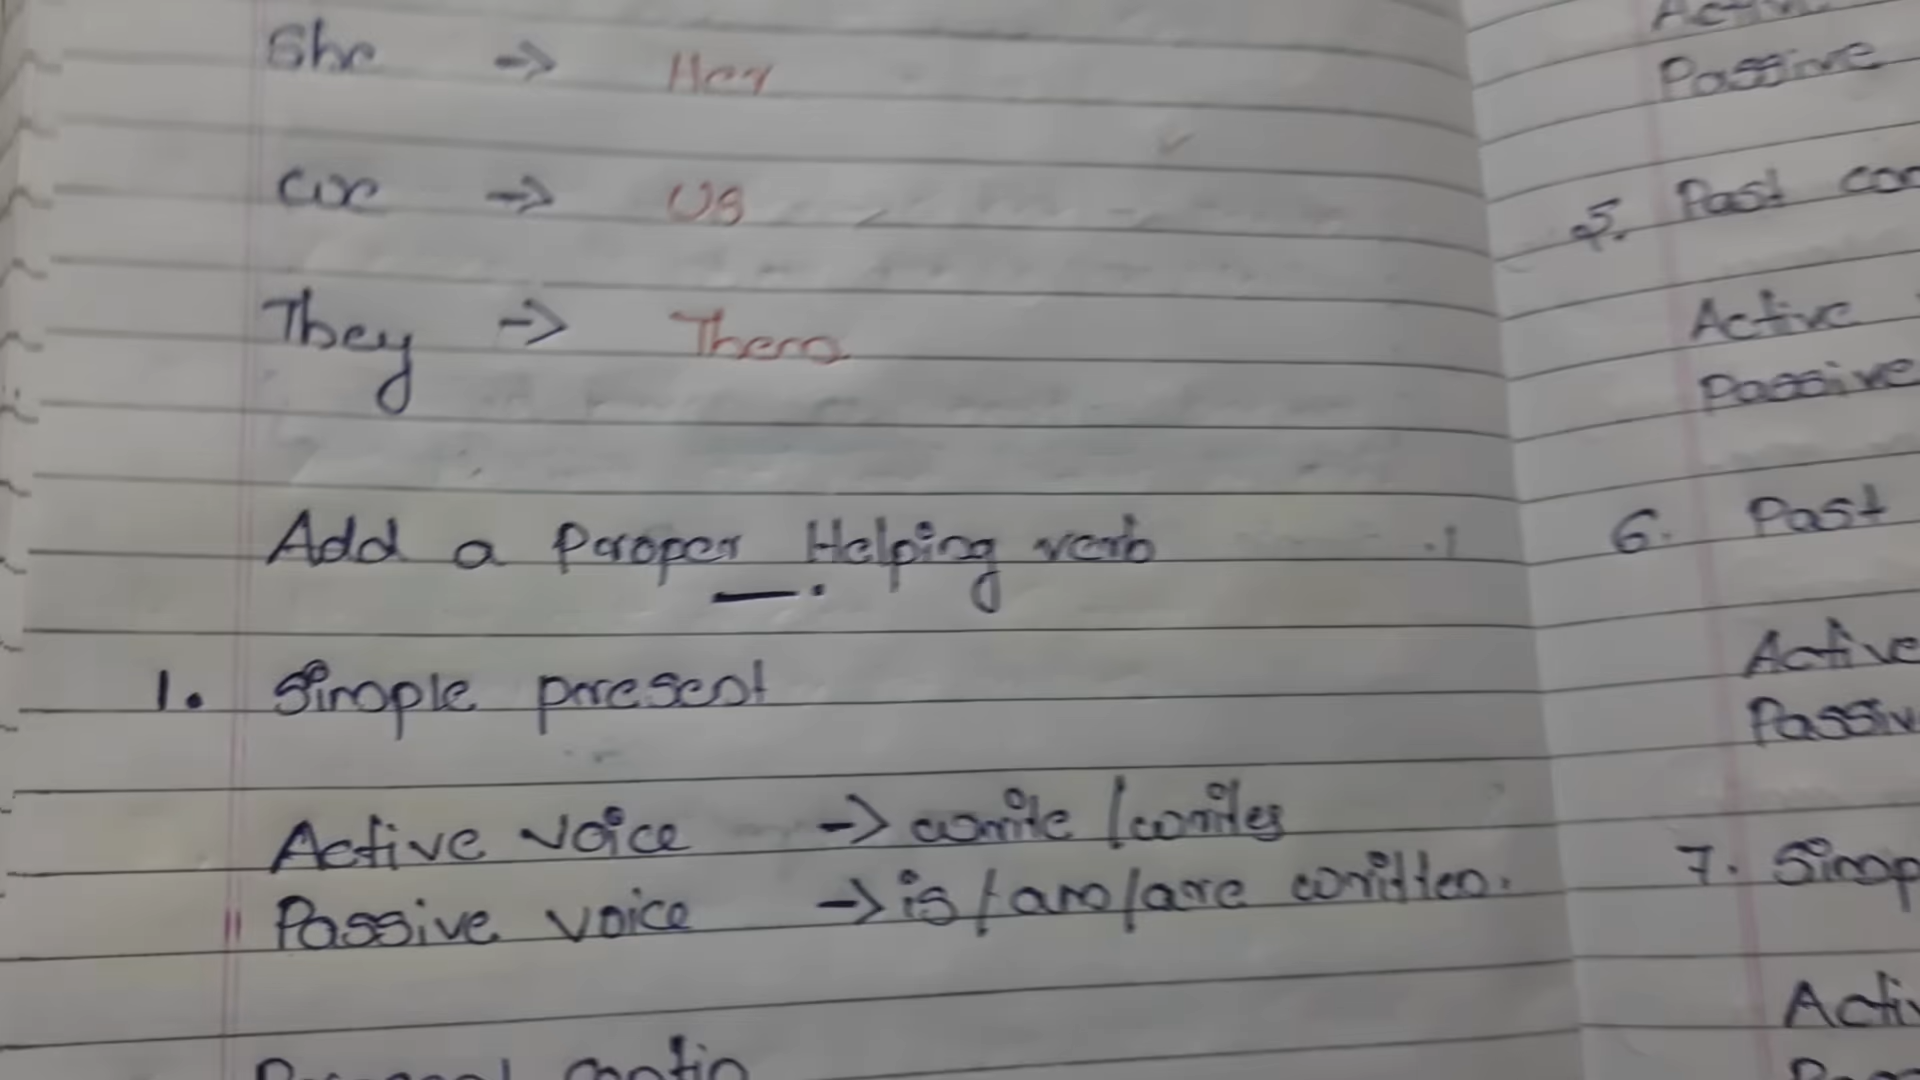 She → Her
we → Us
They → Them
Add a Proper Helping verb
1. Simple present
Active voice → write / writes
Passive voice → is / am / are written.
Passive
5. Past
Active
Passive
6. Past
Active
7.